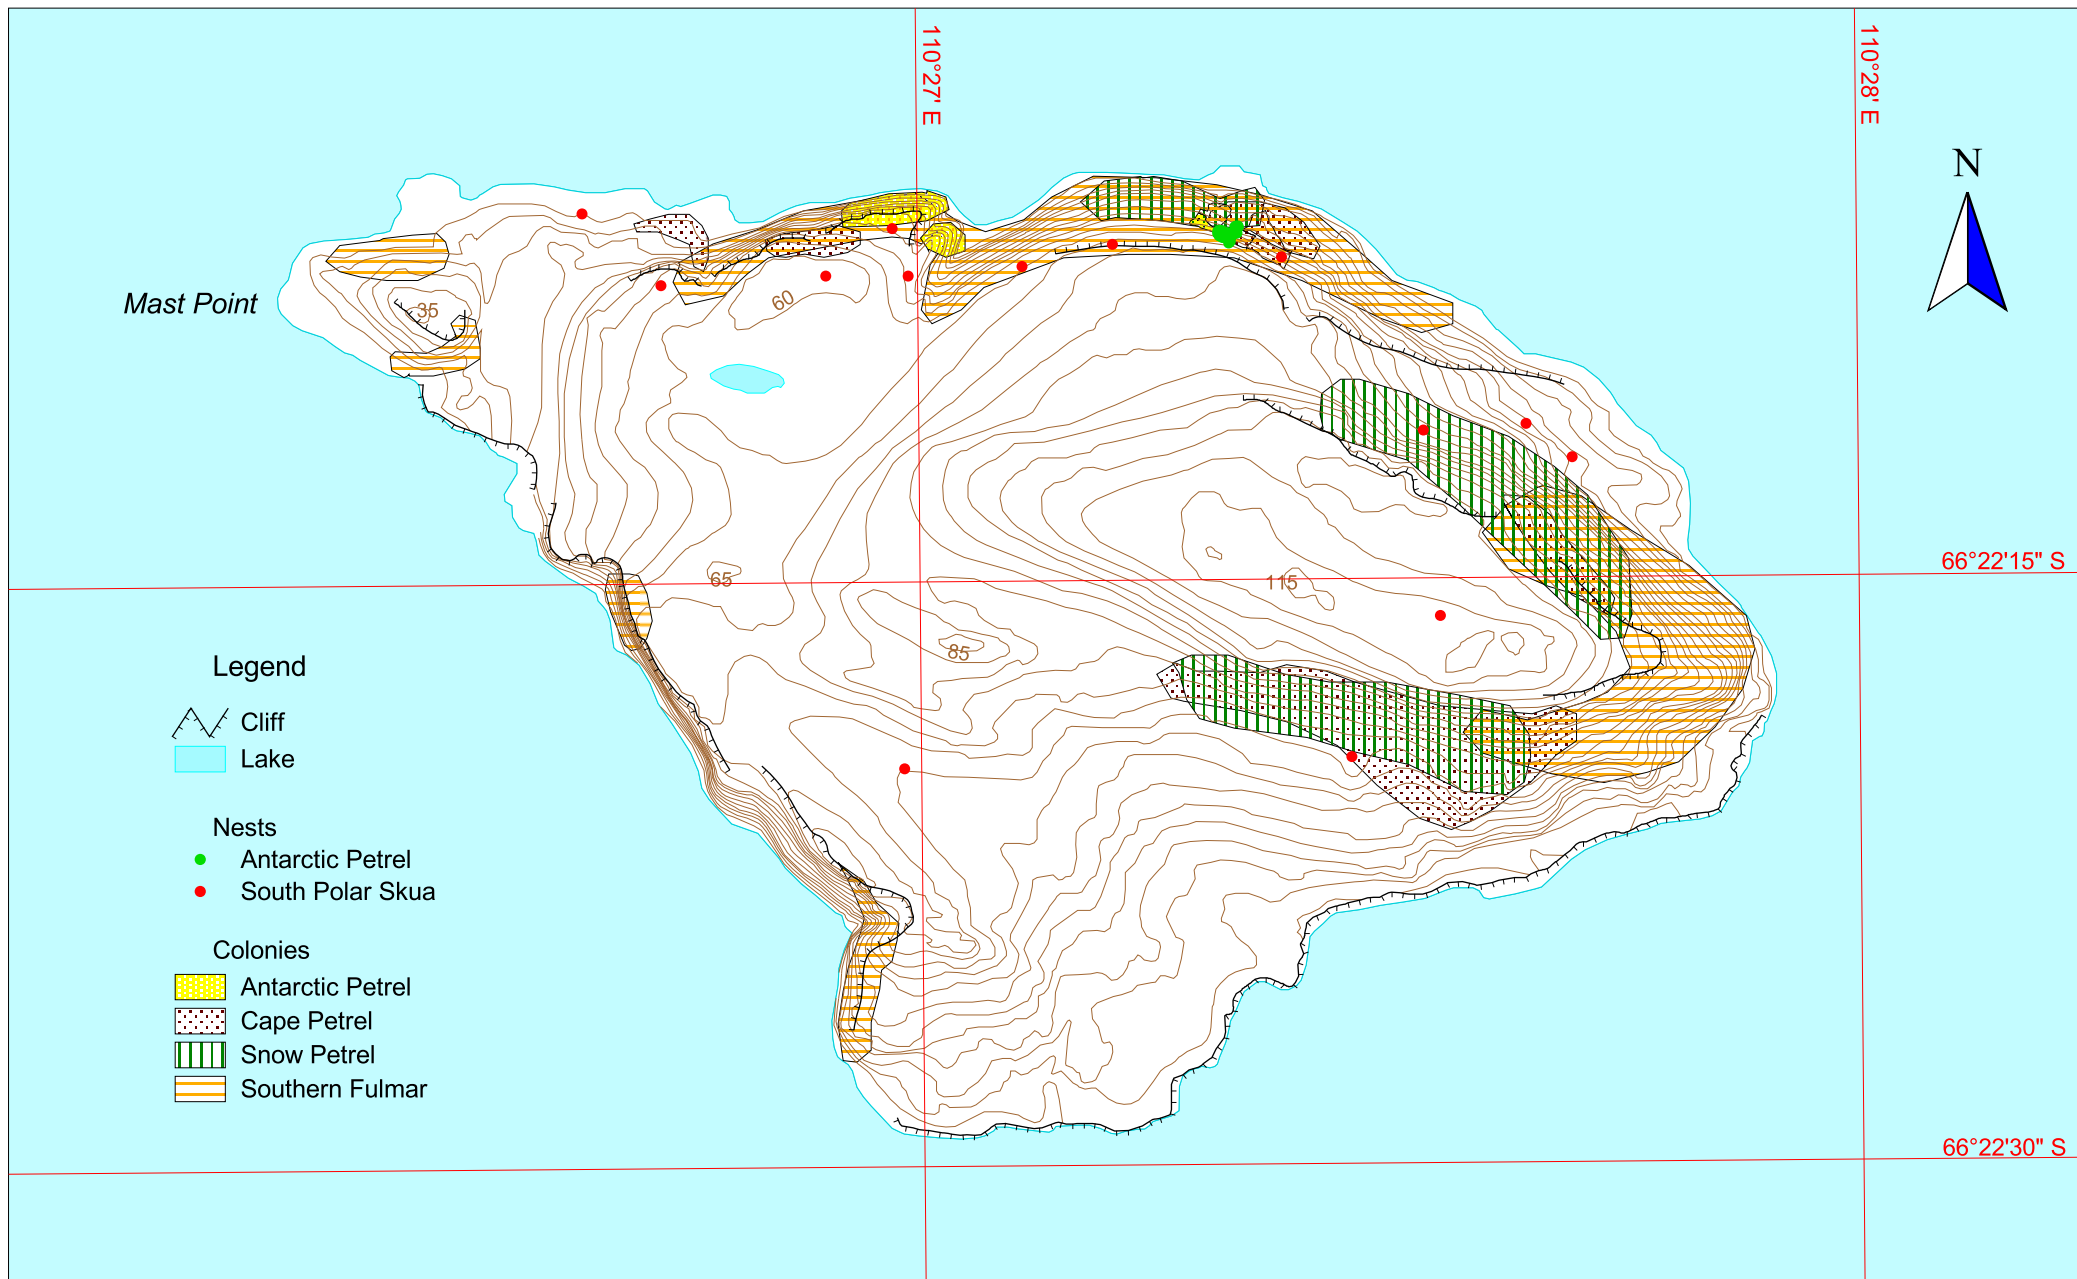 110°27' E
110°28' E
N
Mast Point
35
60
66°22'15" S
65
115
85
Legend
Cliff
Lake
Nests
Antarctic Petrel
South Polar Skua
Colonies
Antarctic Petrel
Cape Petrel
Snow Petrel
Southern Fulmar
66°22'30" S